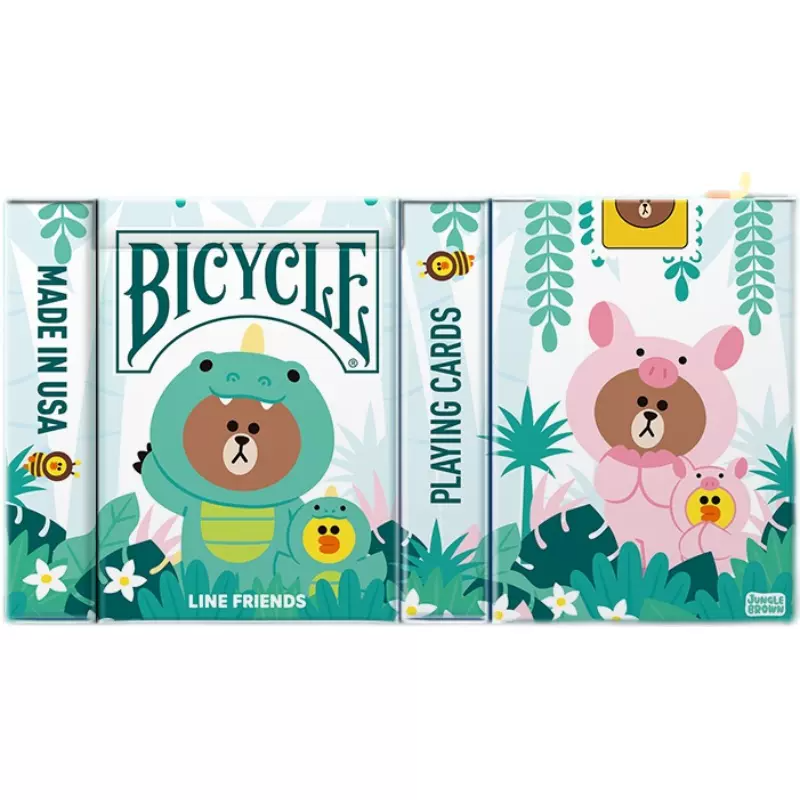 MADE IN USA
BICYCLE
®
LINE FRIENDS
PLAYING CARDS
JUNGLE
BROWN